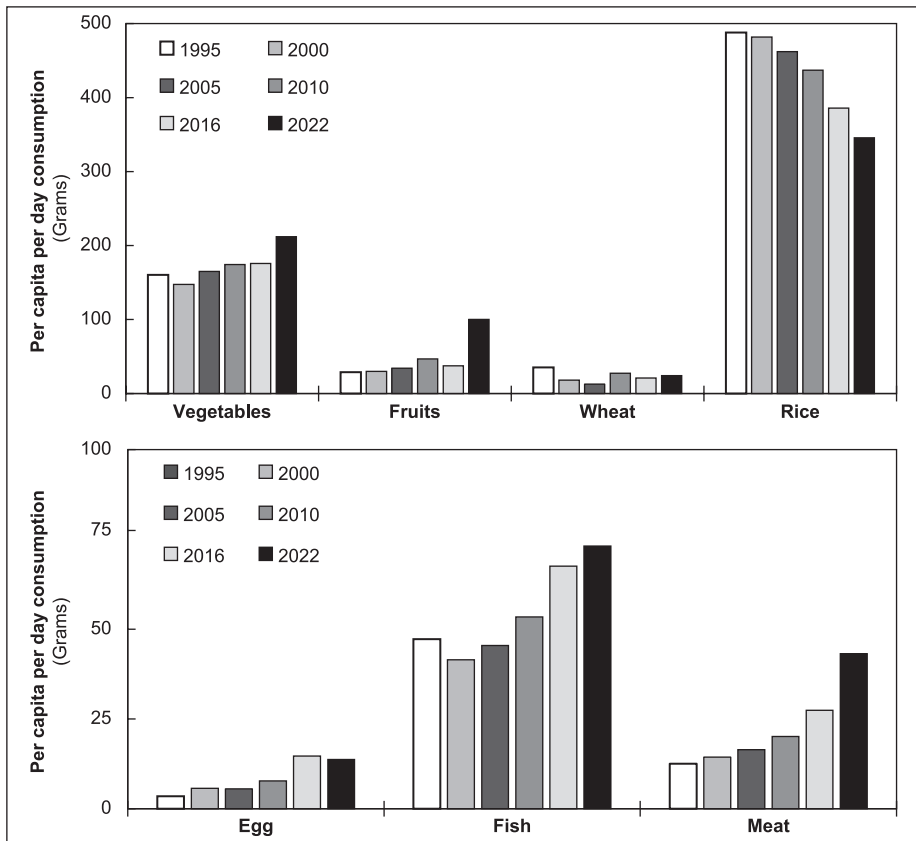 Per capita per day consumption
(Grams)
500
400
300
200
100
0
1995 2000
2005 2010
2016 2022
Vegetables Fruits Wheat Rice
Per capita per day consumption
(Grams)
100
75
50
25
0
1995 2000
2005 2010
2016 2022
Egg Fish Meat